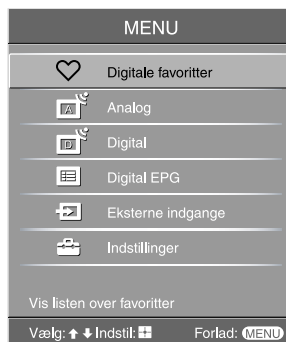 MENU
Digitale favoritter
A Analog
D Digital
Digital EPG
Eksterne indgange
Indstillinger
Vis listen over favoritter
Vælg: Indstil: Forlad: MENU